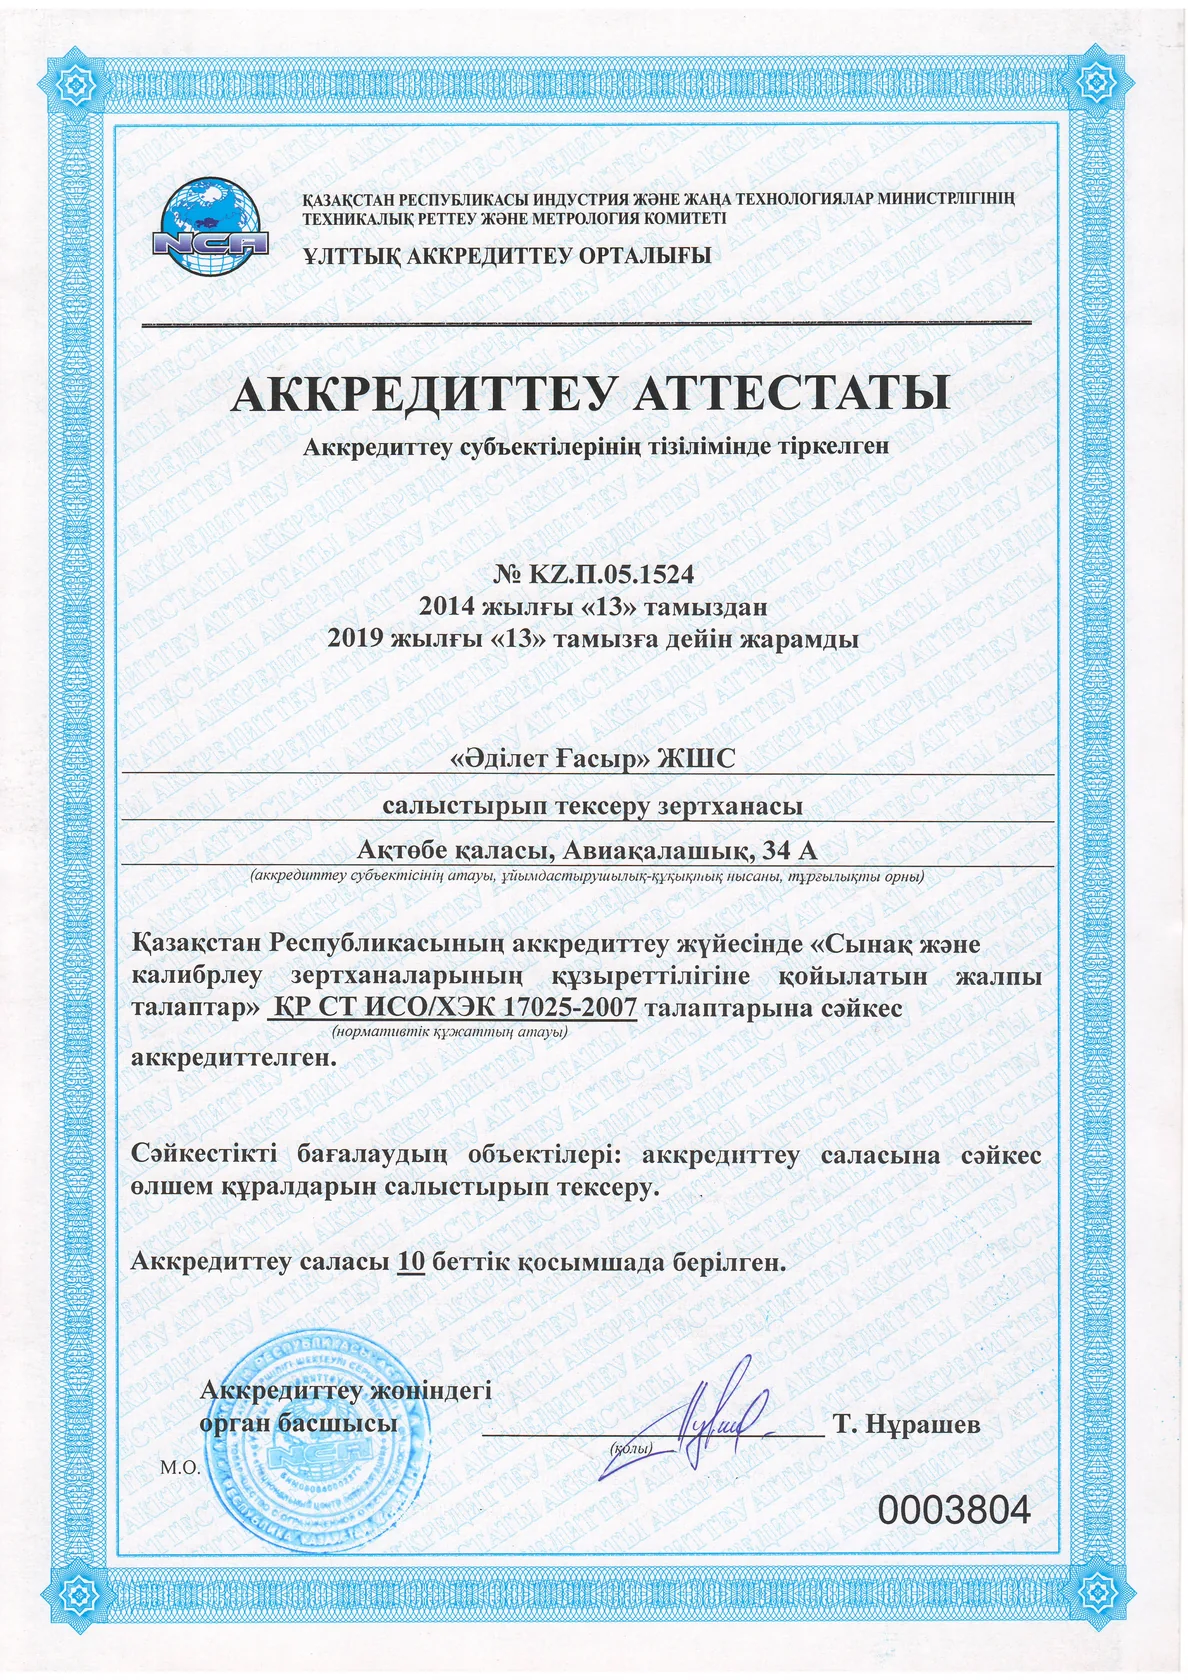 ҚАЗАҚСТАН РЕСПУБЛИКАСЫ ИНДУСТРИЯ ЖӘНЕ ЖАҢА ТЕХНОЛОГИЯЛАР МИНИСТРЛІГІНІҢ
ТЕХНИКАЛЫҚ РЕТТЕУ ЖӘНЕ МЕТРОЛОГИЯ КОМИТЕТІ
NCA
ҰЛТТЫҚ АККРЕДИТТЕУ ОРТАЛЫҒЫ
АККРЕДИТТЕУ АТТЕСТАТЫ
Аккредиттеу субъектілерінің тізілімінде тіркелген
№ KZ.П.05.1524
2014 жылғы «13» тамыздан
2019 жылғы «13» тамызға дейін жарамды
«Әділет Ғасыр» ЖШС
салыстырып тексеру зертханасы
Ақтөбе қаласы, Авиақалашық, 34 А
(аккредиттеу субъектісінің атауы, ұйымдастырушылық-құқықтық нысаны, тұрғылықты орны)
Қазақстан Республикасының аккредиттеу жүйесінде «Сынақ және
калибрлеу зертханаларының құзыреттілігіне қойылатын жалпы
талаптар» ҚР СТ ИСО/ХЭК 17025-2007 талаптарына сәйкес
(нормативтік құжаттың атауы)
аккредиттелген.
Сәйкестікті бағалаудың объектілері: аккредиттеу саласына сәйкес
өлшем құралдарын салыстырып тексеру.
Аккредиттеу саласы 10 беттік қосымшада берілген.
Аккредиттеу жөніндегі
орган басшысы
Т. Нұрашев
(қолы)
М.О.
0003804